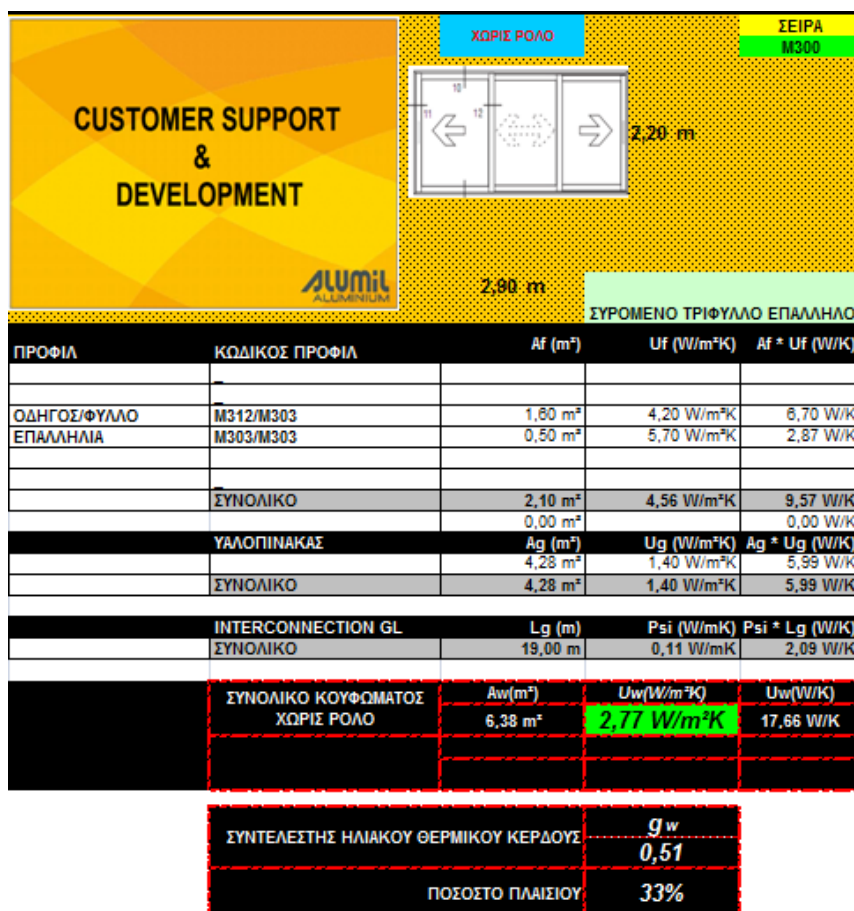 ΧΩΡΙΣ ΡΟΛΟ
ΣΕΙΡΑ
M300
CUSTOMER SUPPORT
&
DEVELOPMENT
ALUMIL
ALUMINIUM
10
11
12
2,20 m
2,90 m
ΣΥΡΟΜΕΝΟ ΤΡΙΦΥΛΛΟ ΕΠΑΛΛΗΛΟ
ΠΡΟΦΙΛ ΚΩΔΙΚΟΣ ΠΡΟΦΙΛ Af (m²) Uf (W/m²K) Af * Uf (W/K)
_
_
ΟΔΗΓΟΣ/ΦΥΛΛΟ M312/M303 1,60 m² 4,20 W/m²K 6,70 W/K
ΕΠΑΛΛΗΛΙΑ M303/M303 0,50 m² 5,70 W/m²K 2,87 W/K
_
ΣΥΝΟΛΙΚΟ 2,10 m² 4,56 W/m²K 9,57 W/K
0,00 m² 0,00 W/K
ΥΑΛΟΠΙΝΑΚΑΣ Ag (m²) Ug (W/m²K) Ag * Ug (W/K)
4,28 m² 1,40 W/m²K 5,99 W/K
ΣΥΝΟΛΙΚΟ 4,28 m² 1,40 W/m²K 5,99 W/K
INTERCONNECTION GL Lg (m) Psi (W/mK) Psi * Lg (W/K)
ΣΥΝΟΛΙΚΟ 19,00 m 0,11 W/mK 2,09 W/K
ΣΥΝΟΛΙΚΟ ΚΟΥΦΩΜΑΤΟΣ
ΧΩΡΙΣ ΡΟΛΟ
Aw(m²) Uw(W/m²K) Uw(W/K)
6,38 m² 2,77 W/m²K 17,66 W/K
ΣΥΝΤΕΛΕΣΤΗΣ ΗΛΙΑΚΟΥ ΘΕΡΜΙΚΟΥ ΚΕΡΔΟΥΣ
g w
0,51
ΠΟΣΟΣΤΟ ΠΛΑΙΣΙΟΥ 33%